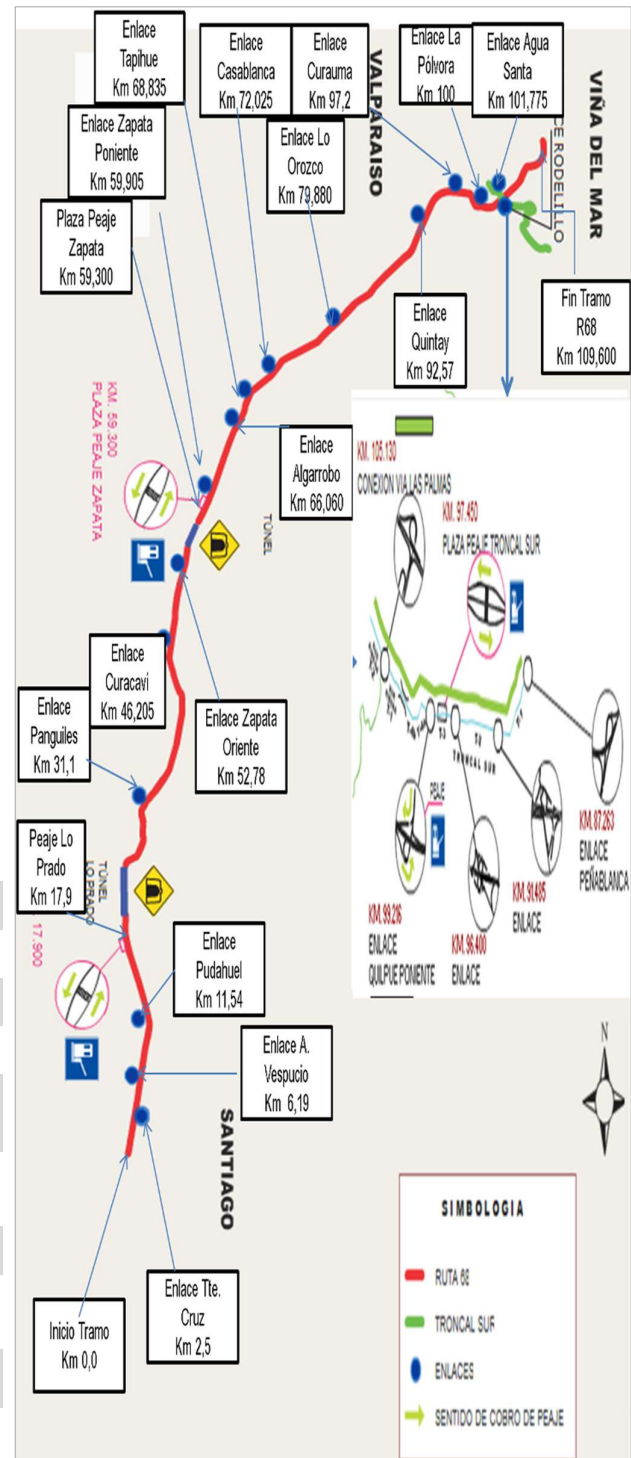 Enlace
Tapihue
Km 68,835
Enlace
Casablanca
Km 72,025
Enlace
Curauma
Km 97,2
Enlace La
Pólvora
Km 100
Enlace Agua
Santa
Km 101,775
Enlace Zapata
Poniente
Km 59,905
Enlace Lo
Orozco
Km 79,880
VALPARAISO
VIÑA DEL MAR
CE RODELILLO
Plaza Peaje
Zapata
Km 59,300
Enlace
Quintay
Km 92,57
Fin Tramo
R68
Km 109,600
KM. 59.300
PLAZA PEAJE ZAPATA
Enlace
Algarrobo
Km 66,060
TÚNEL
KM. 105.130
CONEXION VIA LAS PALMAS
KM. 97.450
PLAZA PEAJE TRONCAL SUR
Enlace
Curacaví
Km 46,205
Enlace Zapata
Oriente
Km 52,78
Enlace
Panguiles
Km 31,1
T3
T2
T1
TRONCAL SUR
PEAJE
KM. 87.263
ENLACE
PEÑABLANCA
KM. 91.405
ENLACE
KM. 99.216
ENLACE
QUILPUE PONIENTE
KM. 96.400
ENLACE
Peaje Lo
Prado
Km 17,9
TÚNEL
LO PRADO
17.900
Enlace
Pudahuel
Km 11,54
Enlace A.
Vespucio
Km 6,19
SANTIAGO
N
Enlace Tte.
Cruz
Km 2,5
Inicio Tramo
Km 0,0
SIMBOLOGIA
RUTA 68
TRONCAL SUR
ENLACES
SENTIDO DE COBRO DE PEAJE